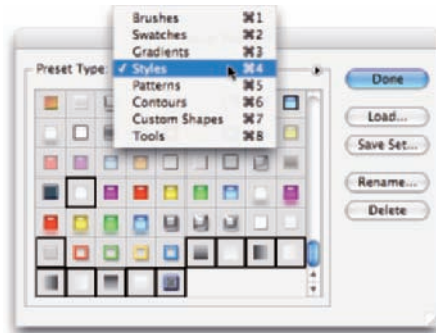 Brushes ⌘1
Swatches ⌘2
Gradients ⌘3
Preset Type: ✓ Styles ⌘4
Patterns ⌘5
Contours ⌘6
Custom Shapes ⌘7
Tools ⌘8
Done
Load...
Save Set...
Rename...
Delete